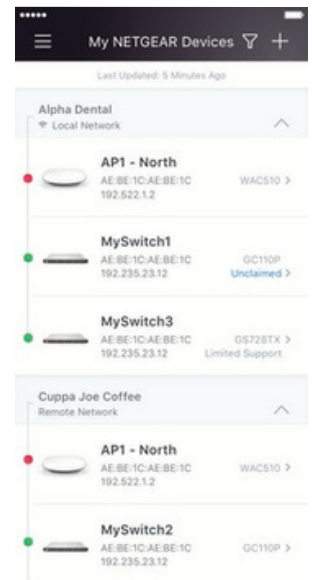 My NETGEAR Devices
Last Updated: 5 Minutes Ago
Alpha Dental
Local Network
AP1 - North
AE:BE:1C:AE:BE:1C
WAC510 >
192.522.1.2
MySwitch1
AE:BE:1C:AE:BE:1C
GC110P
192.235.23.12
Unclaimed >
MySwitch3
AE:BE:1C:AE:BE:1C
GS728TX >
192.235.23.12
Limited Support
Cuppa Joe Coffee
Remote Network
AP1 - North
AE:BE:1C:AE:BE:1C
WAC510 >
192.522.1.2
MySwitch2
AE:BE:1C:AE:BE:1C
GC110P >
192.235.23.12